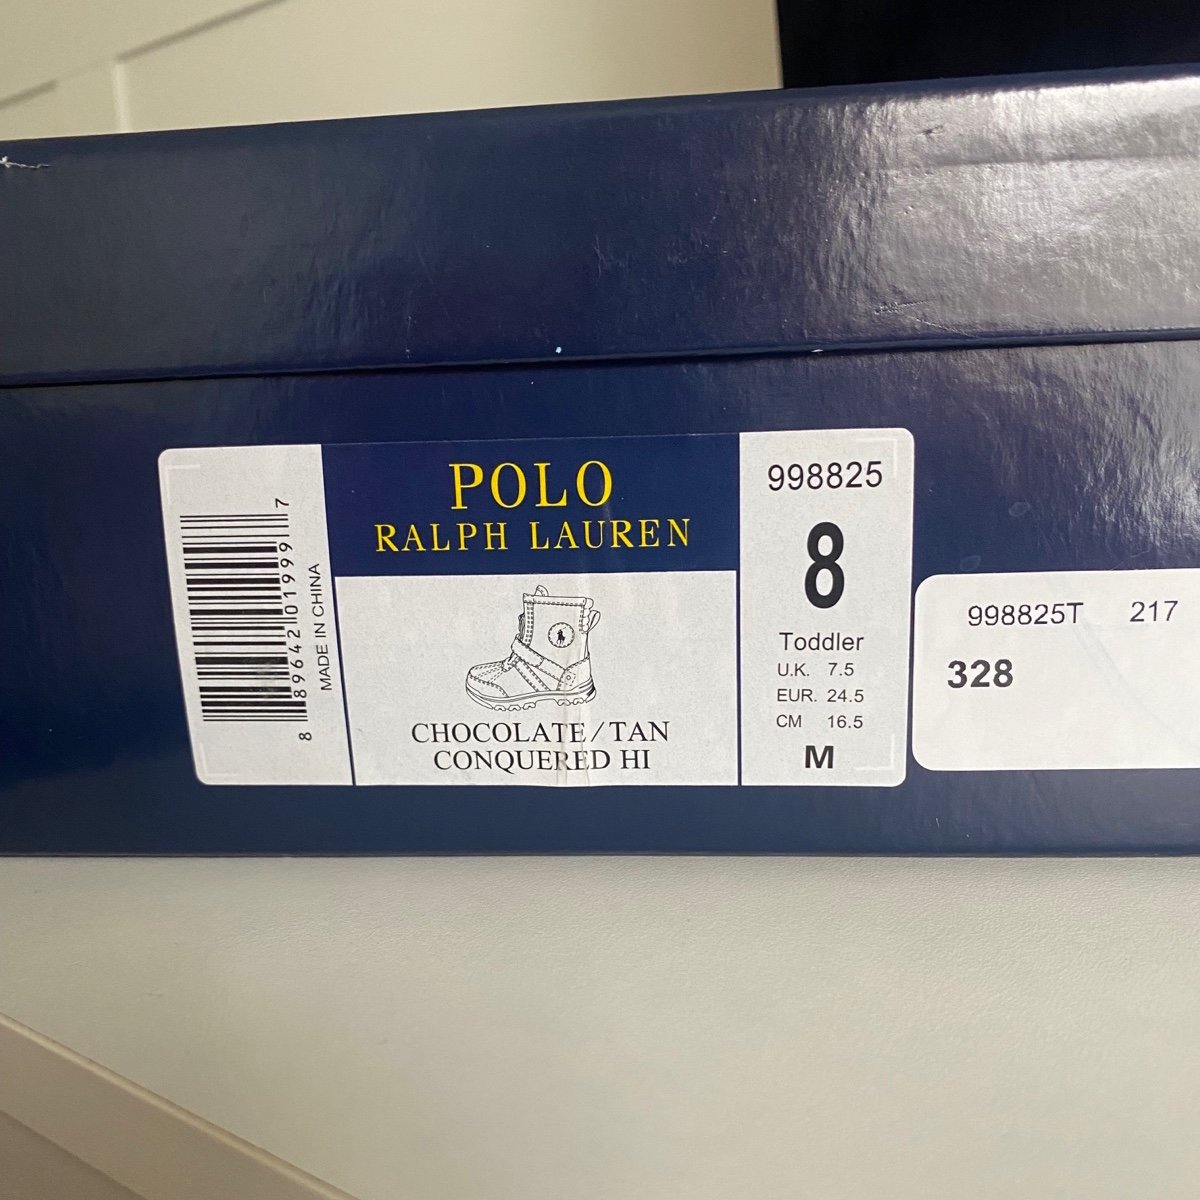 8 89642 01999 7
MADE IN CHINA
POLO
RALPH LAUREN
CHOCOLATE/TAN
CONQUERED HI
998825
8
Toddler
U.K. 7.5
EUR. 24.5
CM 16.5
M
998825T 217
328